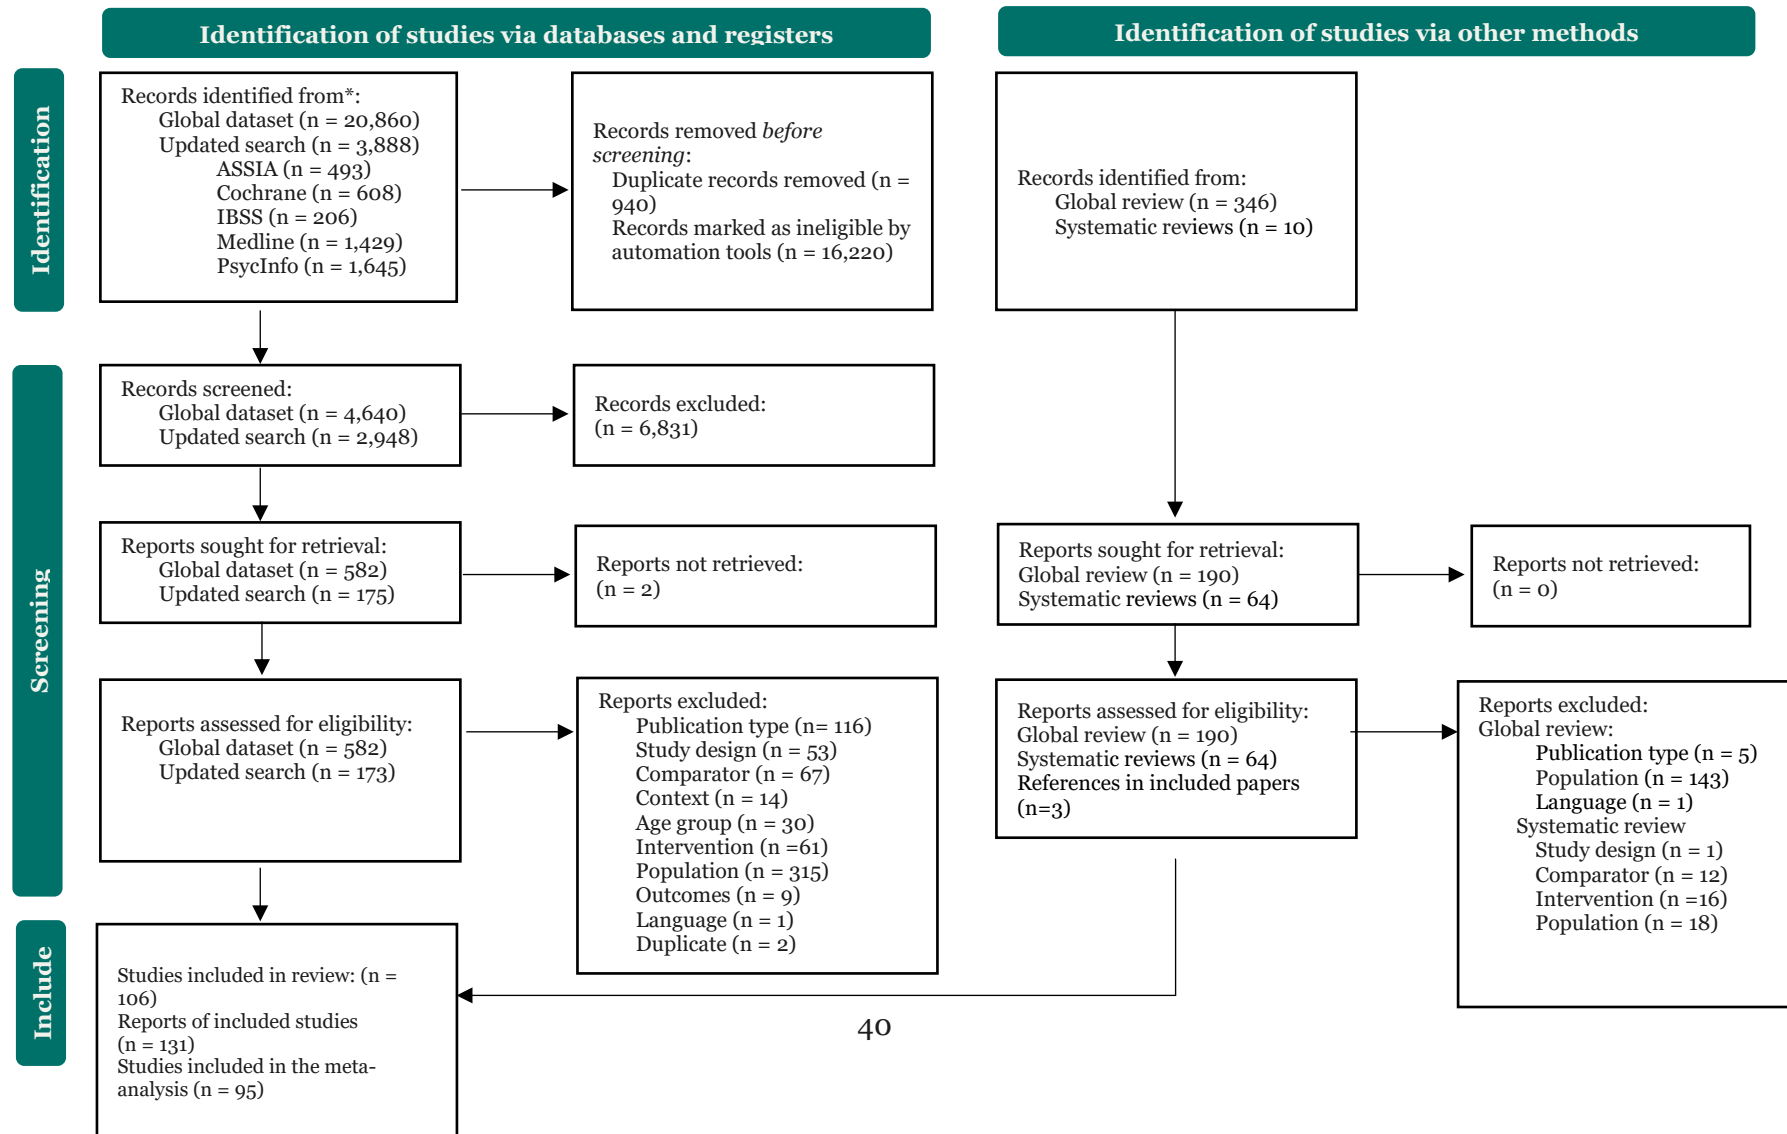 Identification of studies via databases and registers
Identification of studies via other methods
Identification
Records identified from*:
Global dataset (n = 20,860)
Updated search (n = 3,888)
ASSIA (n = 493)
Cochrane (n = 608)
IBSS (n = 206)
Medline (n = 1,429)
PsycInfo (n = 1,645)
Records removed before
screening:
Duplicate records removed (n =
940)
Records marked as ineligible by
automation tools (n = 16,220)
Records identified from:
Global review (n = 346)
Systematic reviews (n = 10)
Screening
Records screened:
Global dataset (n = 4,640)
Updated search (n = 2,948)
Records excluded:
(n = 6,831)
Reports sought for retrieval:
Global dataset (n = 582)
Updated search (n = 175)
Reports not retrieved:
(n = 2)
Reports sought for retrieval:
Global review (n = 190)
Systematic reviews (n = 64)
Reports not retrieved:
(n = 0)
Reports assessed for eligibility:
Global dataset (n = 582)
Updated search (n = 173)
Reports excluded:
Publication type (n= 116)
Study design (n = 53)
Comparator (n = 67)
Context (n = 14)
Age group (n = 30)
Intervention (n =61)
Population (n = 315)
Outcomes (n = 9)
Language (n = 1)
Duplicate (n = 2)
Reports assessed for eligibility:
Global review (n = 190)
Systematic reviews (n = 64)
References in included papers
(n=3)
Reports excluded:
Global review:
Publication type (n = 5)
Population (n = 143)
Language (n = 1)
Systematic review
Study design (n = 1)
Comparator (n = 12)
Intervention (n =16)
Population (n = 18)
Include
Studies included in review: (n =
106)
Reports of included studies
(n = 131)
Studies included in the meta-
analysis (n = 95)
40